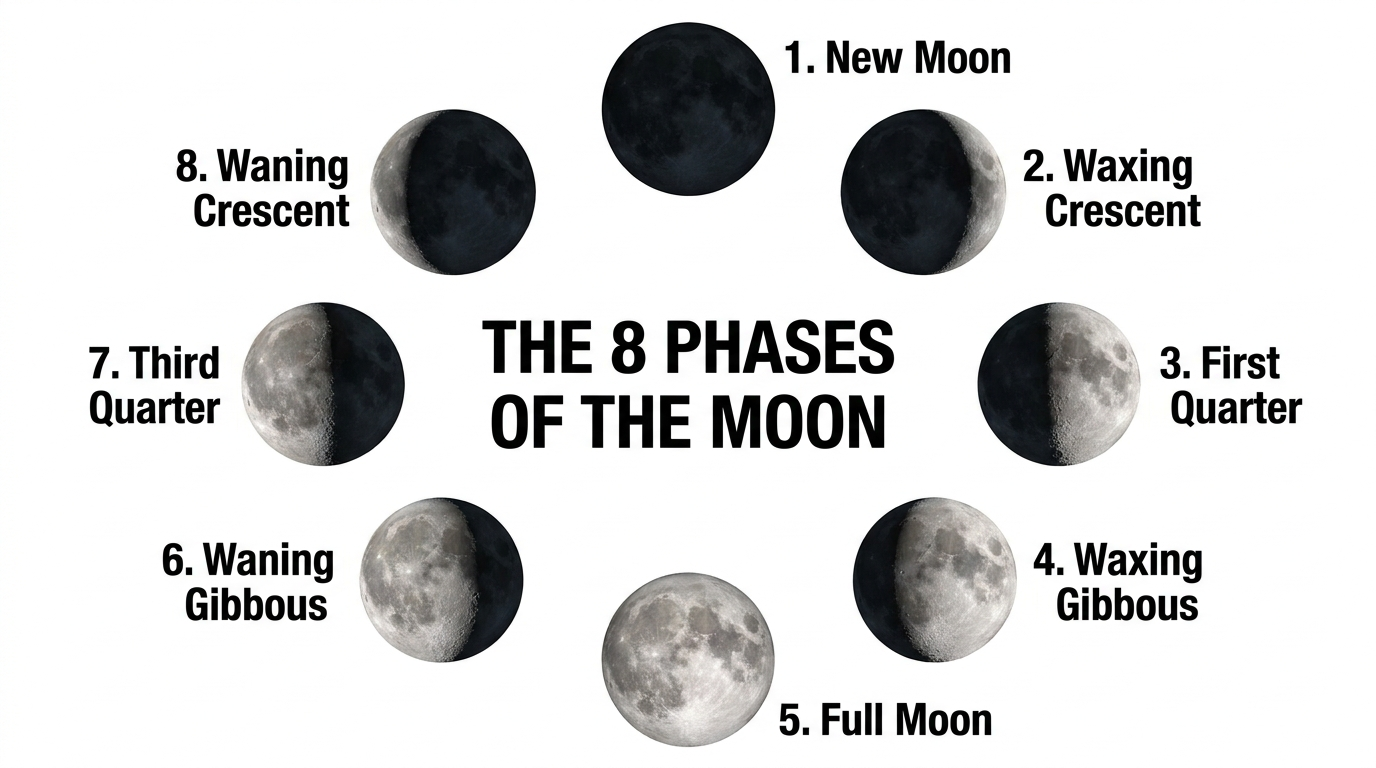 1. New Moon
2. Waxing
Crescent
3. First
Quarter
4. Waxing
Gibbous
5. Full Moon
6. Waning
Gibbous
7. Third
Quarter
8. Waning
Crescent
THE 8 PHASES
OF THE MOON